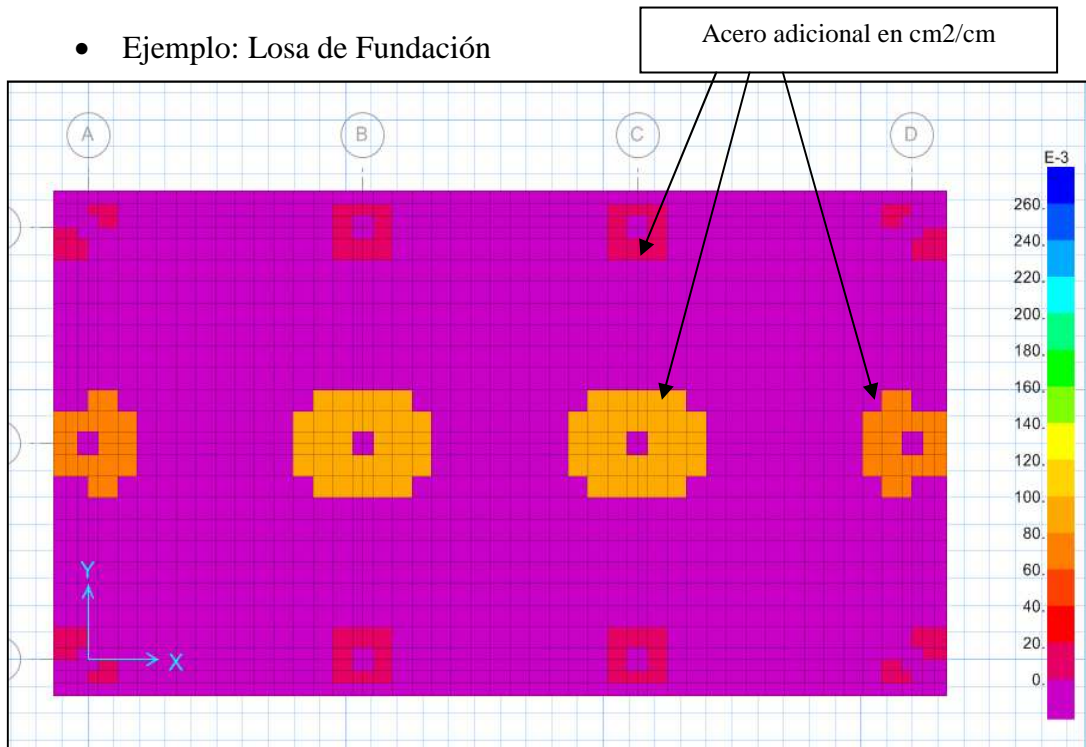 • Ejemplo: Losa de Fundación
Acero adicional en cm2/cm
A
B
C
D
E-3
260.
240.
220.
200.
180.
160.
140.
120.
100.
80.
60.
40.
20.
0.
Y
X